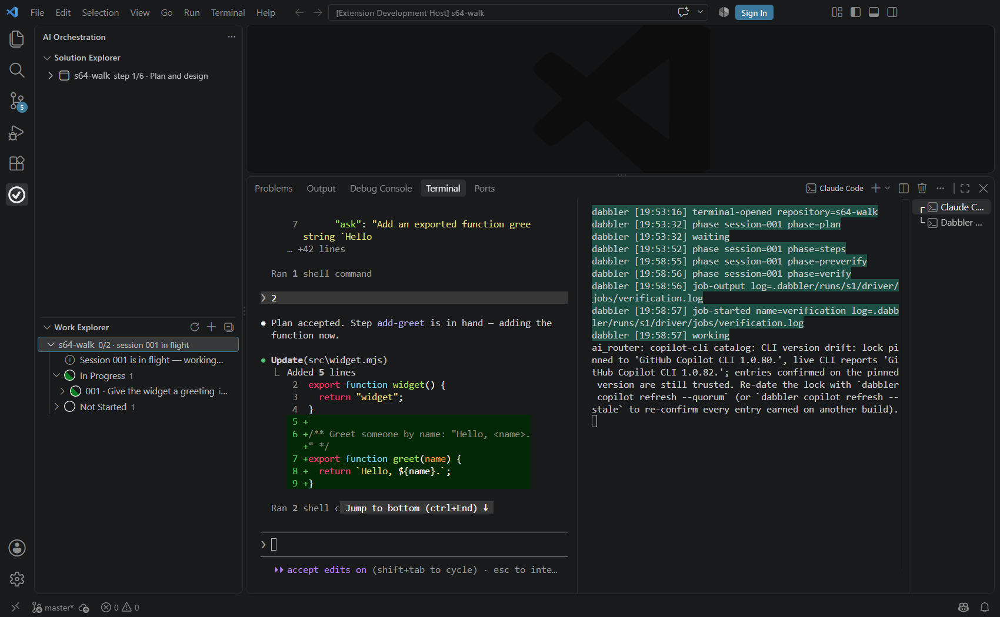 File Edit Selection View Go Run Terminal Help
[Extension Development Host] s64-walk
Sign In
AI Orchestration
Solution Explorer
s64-walk step 1/6 · Plan and design
5
Problems Output Debug Console Terminal Ports
Claude Code
7 "ask": "Add an exported function gree
string `Hello
… +42 lines
Ran 1 shell command
❯ 2
● Plan accepted. Step add-greet is in hand — adding the
function now.
● Update(src\widget.mjs)
Added 5 lines
2 export function widget() {
3 return "widget";
4 }
5 +
6 +/** Greet someone by name: "Hello, <name>.
+" */
7 +export function greet(name) {
8 + return `Hello, ${name}.`;
9 +}
Ran 2 shell c Jump to bottom (ctrl+End) ↓
❯
accept edits on (shift+tab to cycle) · esc to inte…
dabbler [19:53:16] terminal-opened repository=s64-walk
dabbler [19:53:32] phase session=001 phase=plan
dabbler [19:53:32] waiting
dabbler [19:53:52] phase session=001 phase=steps
dabbler [19:58:55] phase session=001 phase=preverify
dabbler [19:58:56] phase session=001 phase=verify
dabbler [19:58:56] job-output log=.dabbler/runs/s1/driver/
jobs/verification.log
dabbler [19:58:57] job-started name=verification log=.dabb
ler/runs/s1/driver/jobs/verification.log
dabbler [19:58:57] working
ai_router: copilot-cli catalog: CLI version drift: lock pi
nned to 'GitHub Copilot CLI 1.0.80.', live CLI reports 'Gi
tHub Copilot CLI 1.0.82.'; entries confirmed on the pinned
version are still trusted. Re-date the lock with `dabbler
copilot refresh --quorum` (or `dabbler copilot refresh --
stale` to re-confirm every entry earned on another build).
Claude C...
Dabbler ...
Work Explorer
s64-walk 0/2 · session 001 in flight
Session 001 is in flight — working...
In Progress 1
001 · Give the widget a greeting i...
Not Started 1
master*
0 0